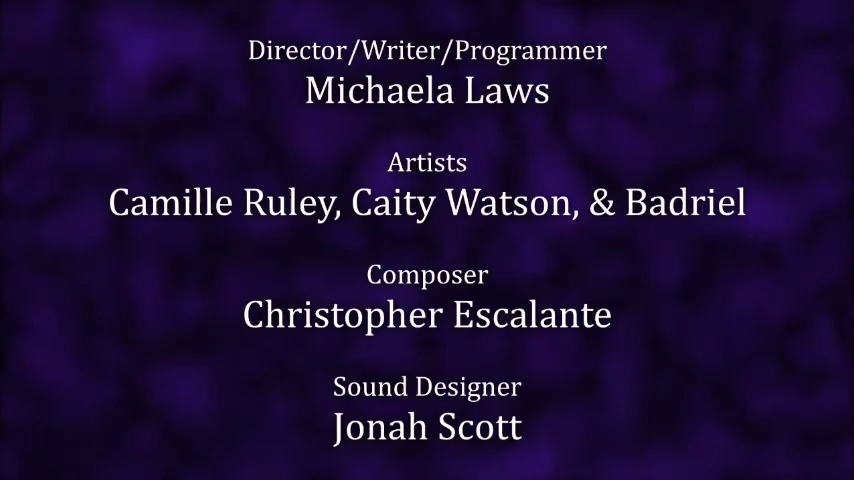 Director/Writer/Programmer
Michaela Laws
Artists
Camille Ruley, Caity Watson, & Badriel
Composer
Christopher Escalante
Sound Designer
Jonah Scott